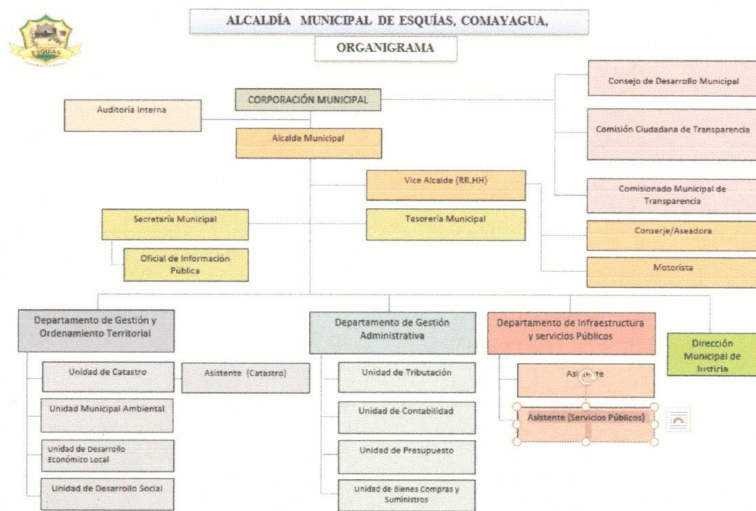 ALCALDÍA MUNICIPAL DE ESQUÍAS, COMAYAGUA,
ORGANIGRAMA
ESQUÍAS
Consejo de Desarrollo Municipal
CORPORACIÓN MUNICIPAL
Auditoría Interna
Comisión Ciudadana de Transparencia
Alcalde Municipal
Vice Alcalde (RR.HH)
Comisionado Municipal de
Transparencia
Secretaría Municipal
Tesorería Municipal
Conserje/Aseadora
Oficial de Información
Pública
Motorista
Departamento de Gestión y
Ordenamiento Territorial
Departamento de Gestión
Administrativa
Departamento de Infraestructura
y servicios Públicos
Dirección
Municipal de
Justicia
Unidad de Catastro
Asistente (Catastro)
Unidad de Tributación
Asistente
Unidad Municipal Ambiental
Unidad de Contabilidad
Asistente (Servicios Públicos)
Unidad de Desarrollo
Económico Local
Unidad de Presupuesto
Unidad de Desarrollo Social
Unidad de Bienes Compras y
Suministros